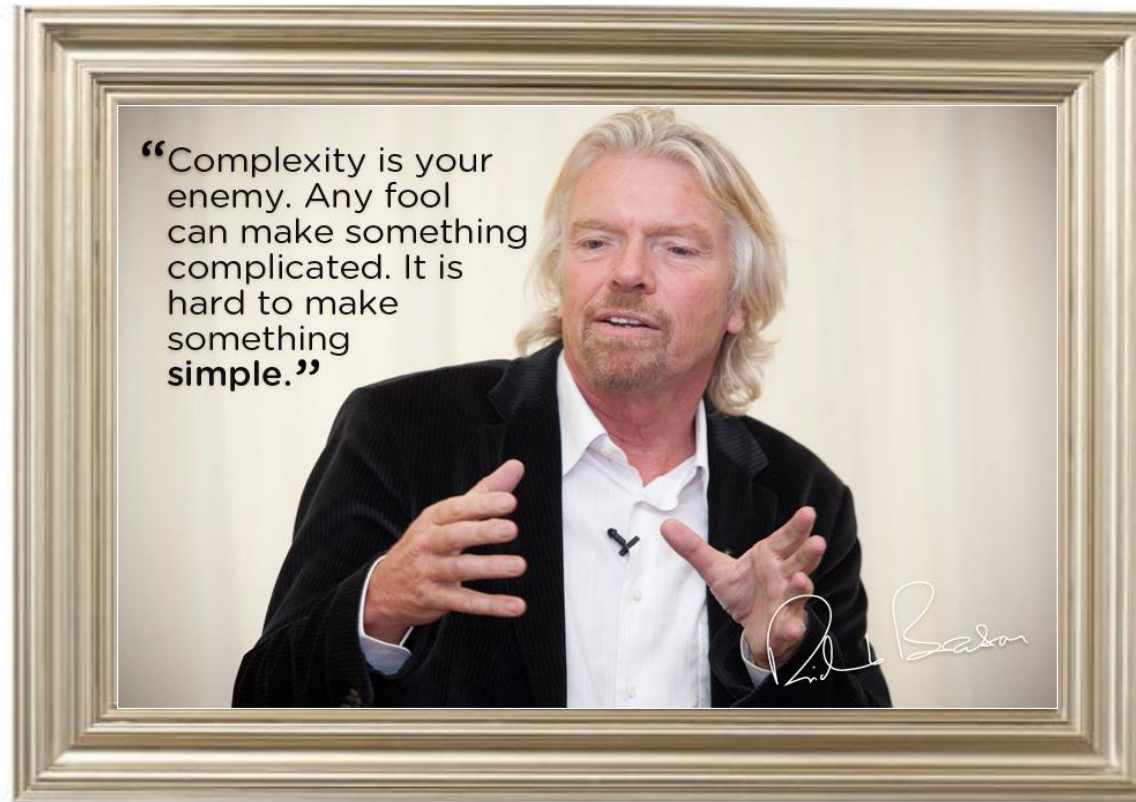 “Complexity is your
enemy. Any fool
can make something
complicated. It is
hard to make
something
simple.”